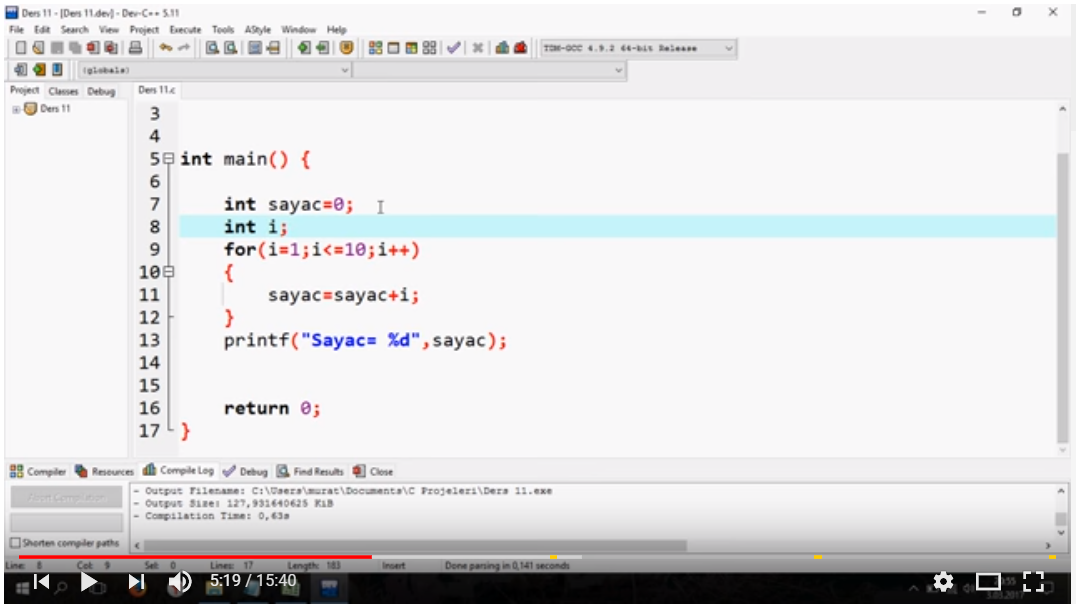 Ders 11 - [Ders 11.dev] - Dev-C++ 5.11
File Edit Search View Project Execute Tools AStyle Window Help
TDM-GCC 4.9.2 64-bit Release
(globals)
Project Classes Debug Ders 11.c
Ders 11
3
4
5 int main() {
6
7 int sayac=0;
8 int i;
9 for(i=1;i<=10;i++)
10 {
11 sayac=sayac+i;
12 }
13 printf("Sayac= %d",sayac);
14
15
16 return 0;
17 }
Compiler Resources Compile Log Debug Find Results Close
- Output Filename: C:\Users\murat\Documents\C Projeleri\Ders 11.exe
- Output Size: 127,931640625 KiB
- Compilation Time: 0,63s
Shorten compiler paths
Line: 8 Col: 9 Sel: 0 Lines: 17 Length: 183 Insert Done parsing in 0,141 seconds
5:19 / 15:40